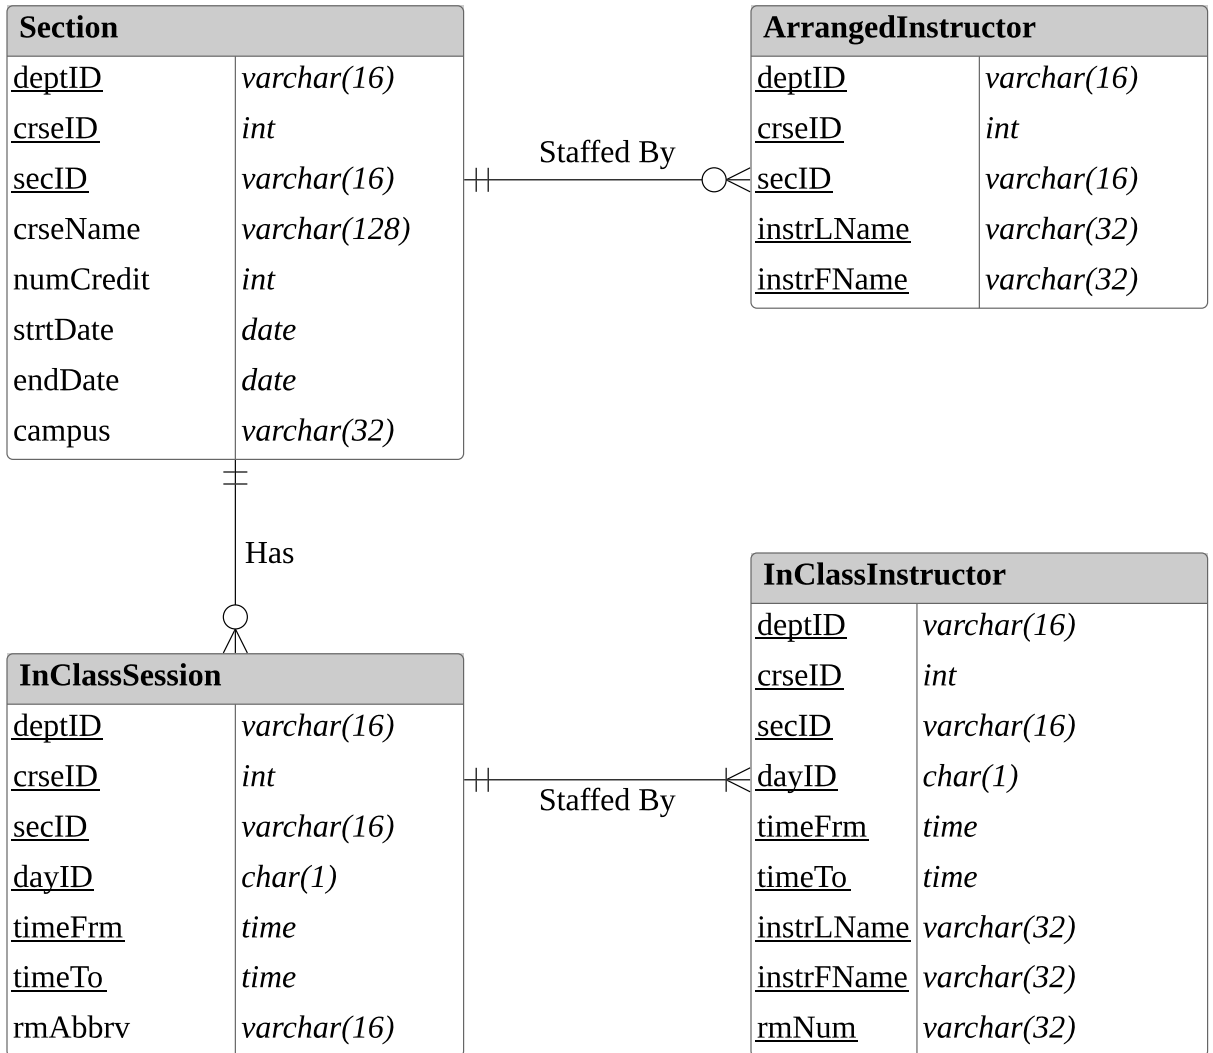 Section
deptID varchar(16)
crseID int
secID varchar(16)
crseName varchar(128)
numCredit int
strtDate date
endDate date
campus varchar(32)
Staffed By
ArrangedInstructor
deptID varchar(16)
crseID int
secID varchar(16)
instrLName varchar(32)
instrFName varchar(32)
Has
InClassSession
deptID varchar(16)
crseID int
secID varchar(16)
dayID char(1)
timeFrm time
timeTo time
rmAbbrv varchar(16)
Staffed By
InClassInstructor
deptID varchar(16)
crseID int
secID varchar(16)
dayID char(1)
timeFrm time
timeTo time
instrLName varchar(32)
instrFName varchar(32)
rmNum varchar(32)